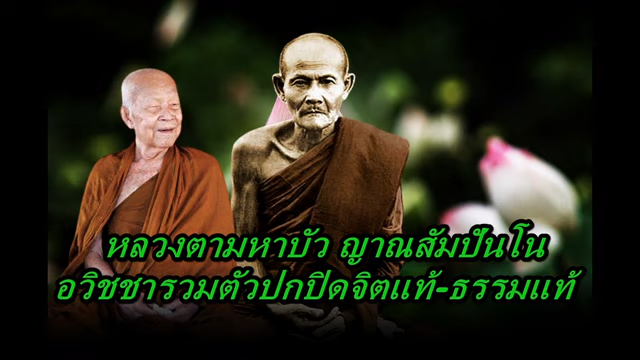 หลวงตามหาบัว ญาณสัมปันโน
อวิชชารวมตัวปกปิดจิตแท้-ธรรมแท้